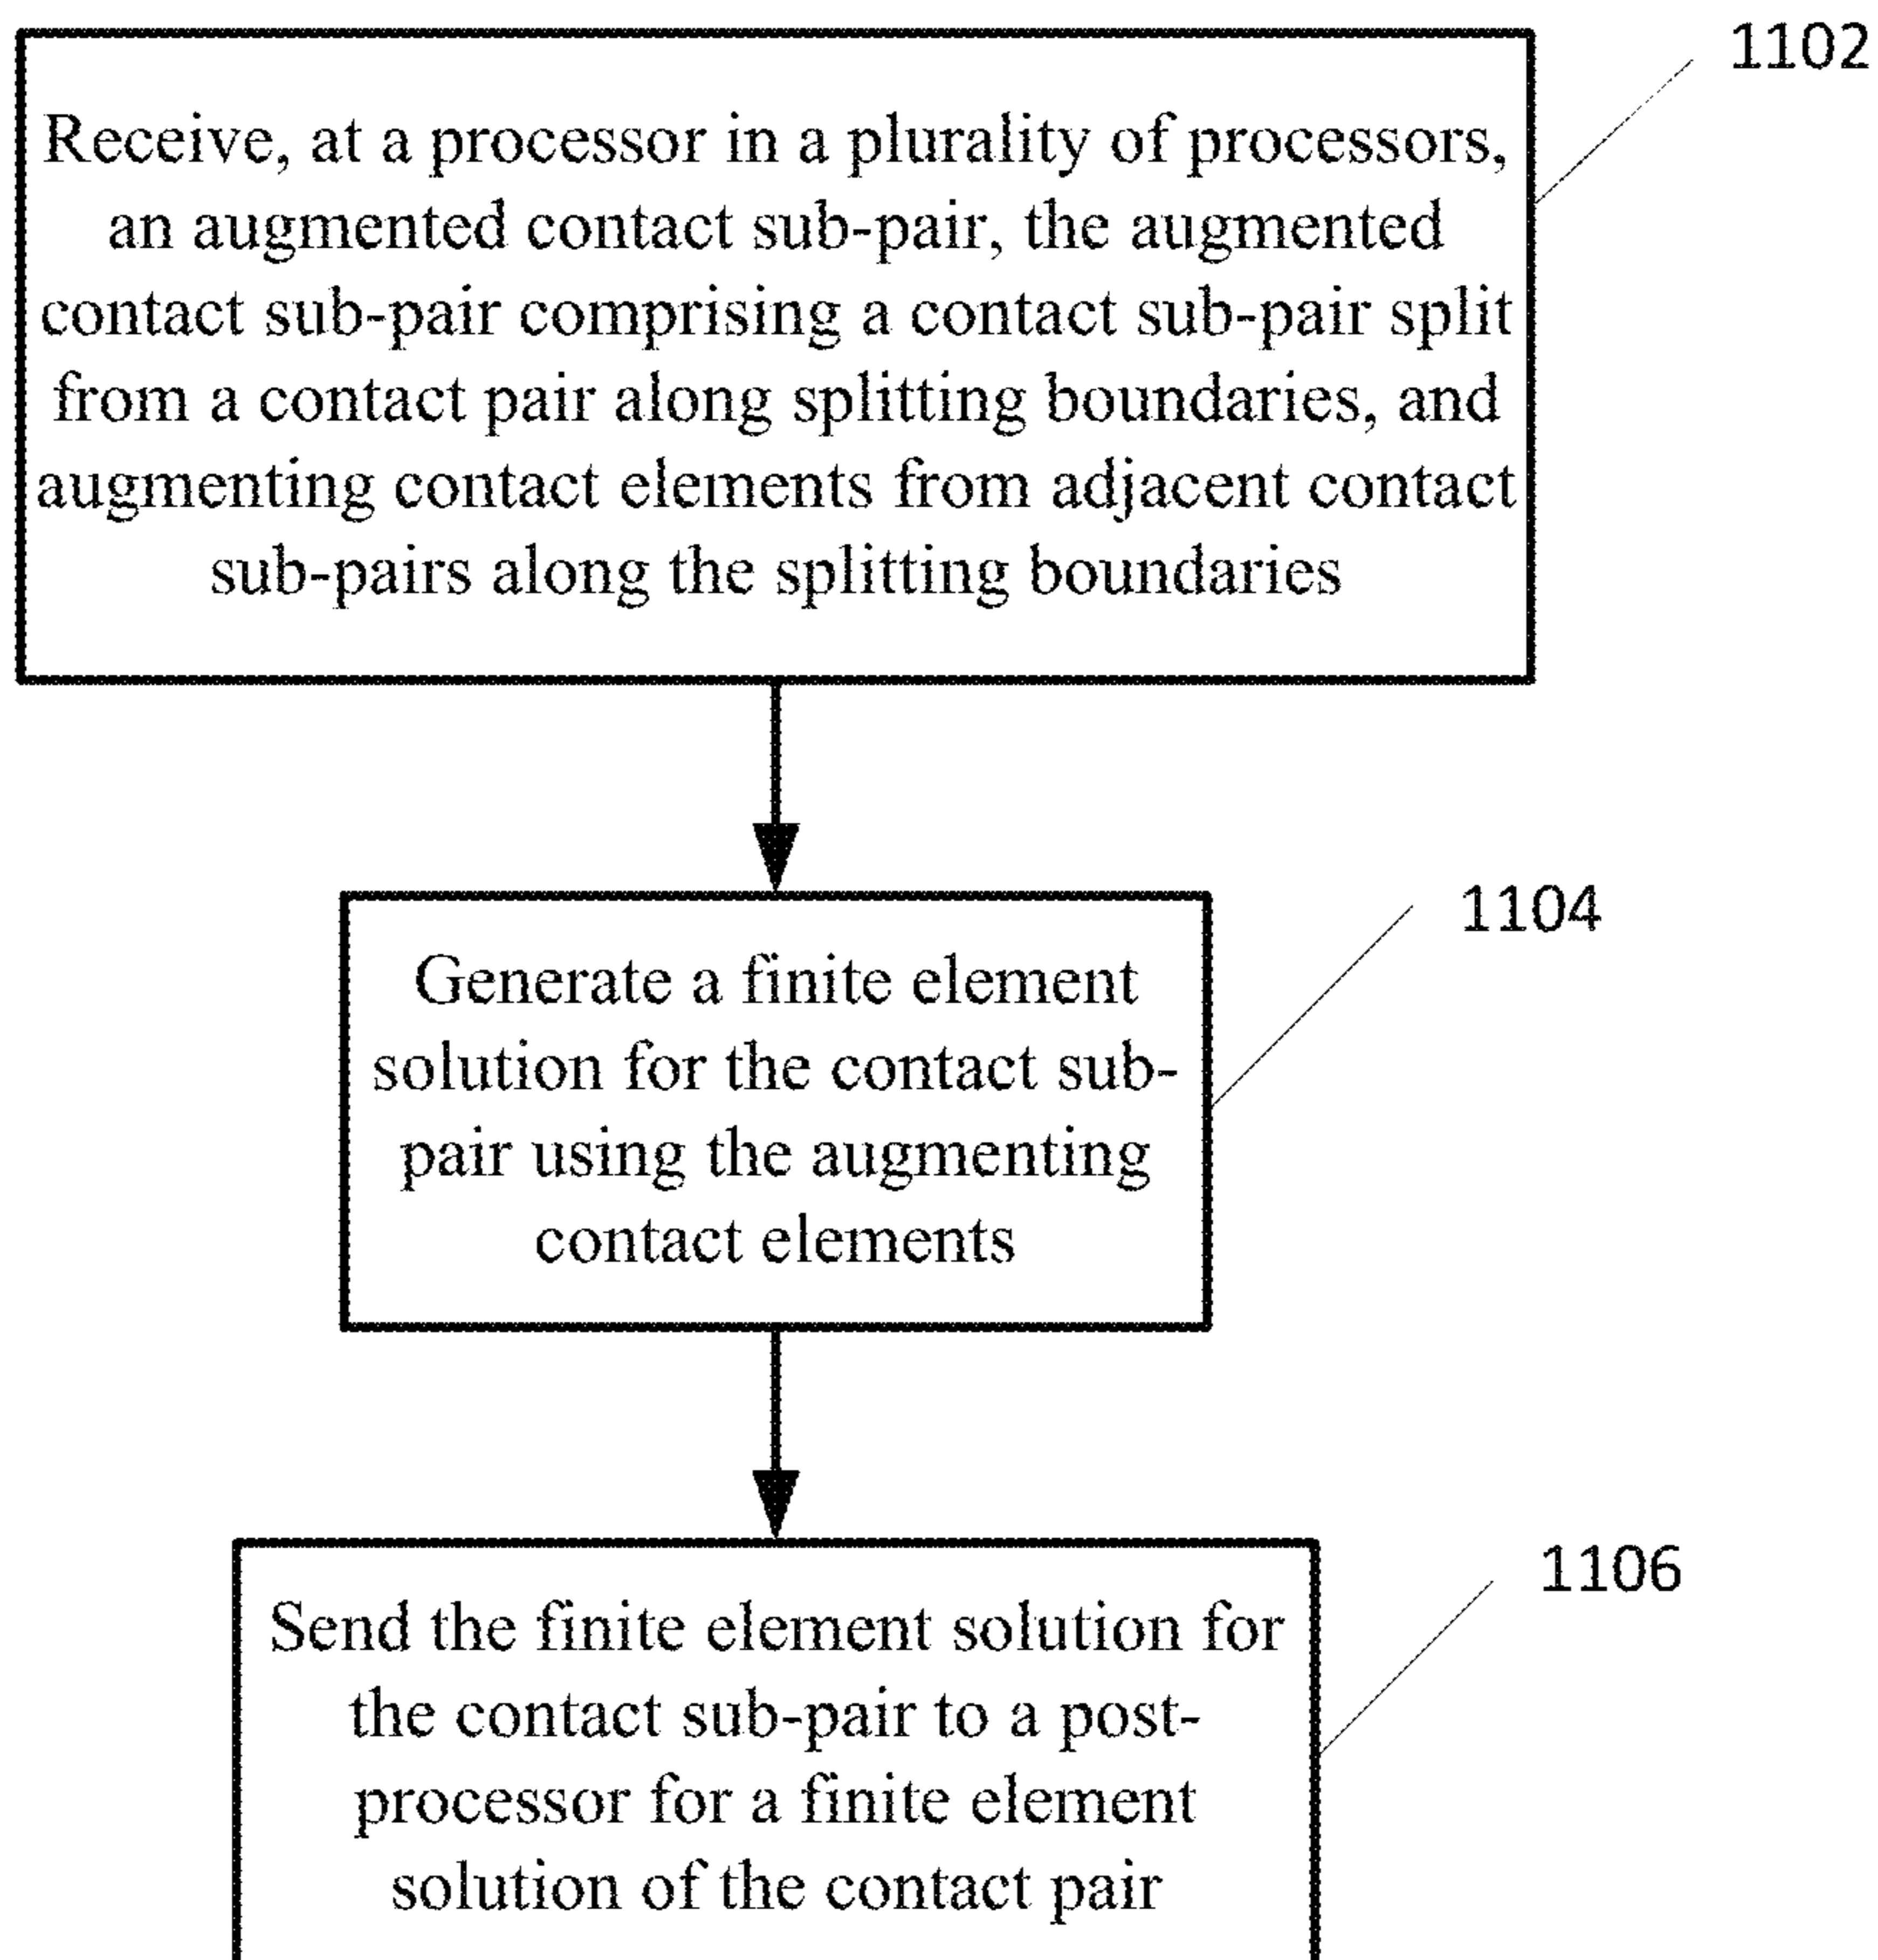 1102
Receive, at a processor in a plurality of processors,
an augmented contact sub-pair, the augmented
contact sub-pair comprising a contact sub-pair split
from a contact pair along splitting boundaries, and
augmenting contact elements from adjacent contact
sub-pairs along the splitting boundaries
1104
Generate a finite element
solution for the contact sub-
pair using the augmenting
contact elements
1106
Send the finite element solution for
the contact sub-pair to a post-
processor for a finite element
solution of the contact pair